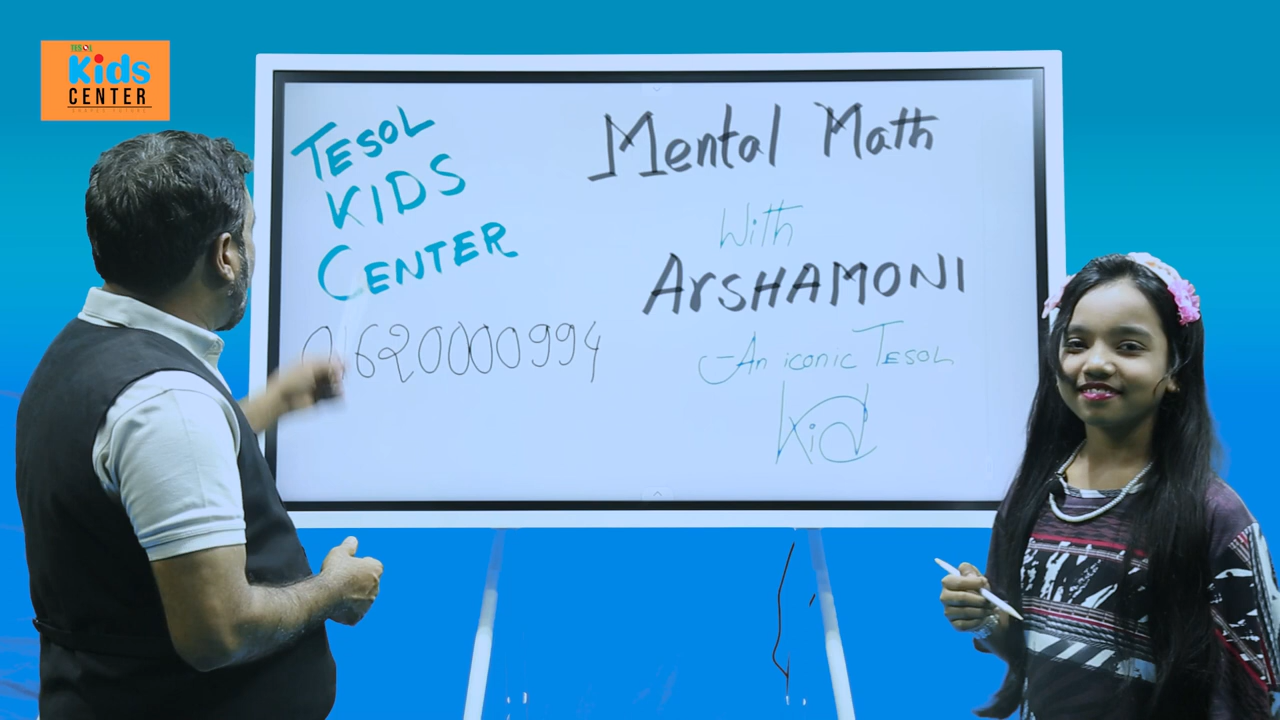 Kids
CENTER
TESOL
KIDS
CENTER
01620000994
Mental Math
With
ArSHAMONI
-An iconic TESOL
Kid